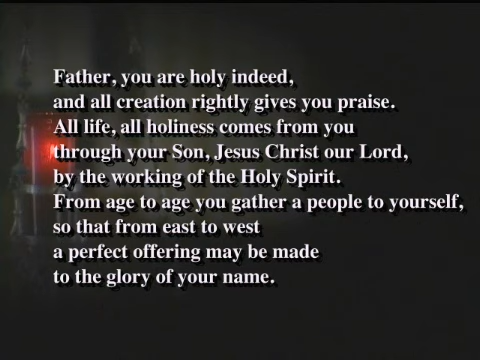 Father, you are holy indeed,
and all creation rightly gives you praise.
All life, all holiness comes from you
through your Son, Jesus Christ our Lord,
by the working of the Holy Spirit.
From age to age you gather a people to yourself,
so that from east to west
a perfect offering may be made
to the glory of your name.